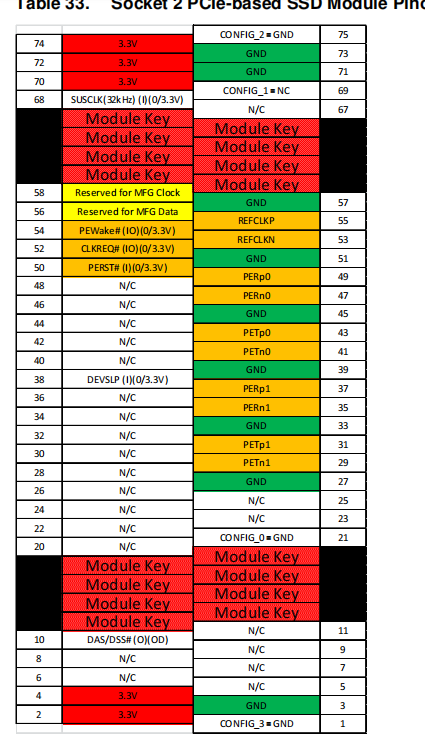 Table 33. Socket 2 PCIe-based SSD Module Pino
CONFIG_2 = GND 75
74 3.3V
GND 73
72 3.3V
GND 71
70 3.3V
CONFIG_1 = NC 69
68 SUSCLK(32kHz) (I)(0/3.3V)
N/C 67
Module Key
Module Key
Module Key
Module Key
Module Key
Module Key
Module Key
Module Key
58 Reserved for MFG Clock
GND 57
56 Reserved for MFG Data
REFCLKP 55
54 PEWake# (IO)(0/3.3V)
REFCLKN 53
52 CLKREQ# (IO)(0/3.3V)
GND 51
50 PERST# (I)(0/3.3V)
PERp0 49
48 N/C
PERn0 47
46 N/C
GND 45
44 N/C
PETp0 43
42 N/C
PETn0 41
40 N/C
GND 39
38 DEVSLP (I)(0/3.3V)
PERp1 37
36 N/C
PERn1 35
34 N/C
GND 33
32 N/C
PETp1 31
30 N/C
PETn1 29
28 N/C
GND 27
26 N/C
N/C 25
24 N/C
N/C 23
22 N/C
CONFIG_0 = GND 21
20 N/C
Module Key
Module Key
Module Key
Module Key
Module Key
Module Key
Module Key
Module Key
N/C 11
10 DAS/DSS# (O)(OD)
N/C 9
8 N/C
N/C 7
6 N/C
N/C 5
4 3.3V
GND 3
2 3.3V
CONFIG_3 = GND 1